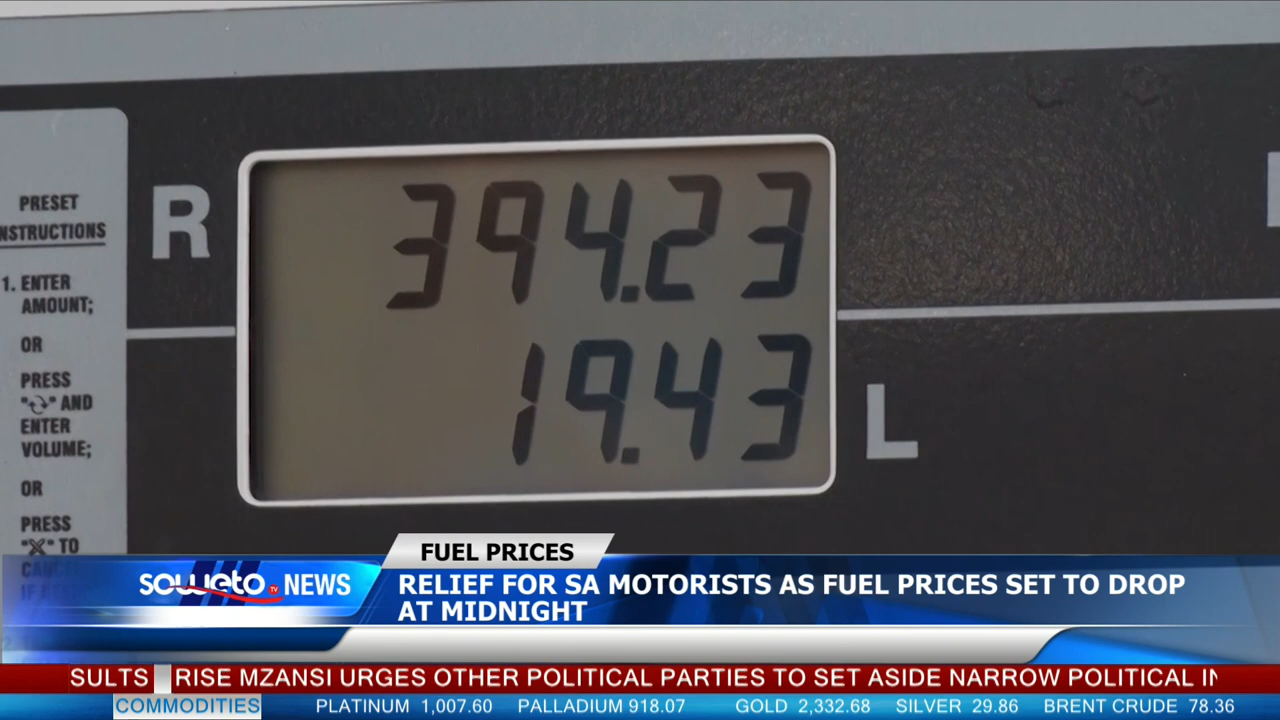 PRESET
INSTRUCTIONS
1. ENTER
AMOUNT;
OR
PRESS
" " AND
ENTER
VOLUME;
OR
PRESS
" " TO
R
394.23
19.43
L
FUEL PRICES
soweto.tv NEWS
RELIEF FOR SA MOTORISTS AS FUEL PRICES SET TO DROP
AT MIDNIGHT
SULTS RISE MZANSI URGES OTHER POLITICAL PARTIES TO SET ASIDE NARROW POLITICAL IN
COMMODITIES PLATINUM 1,007.60 PALLADIUM 918.07 GOLD 2,332.68 SILVER 29.86 BRENT CRUDE 78.36